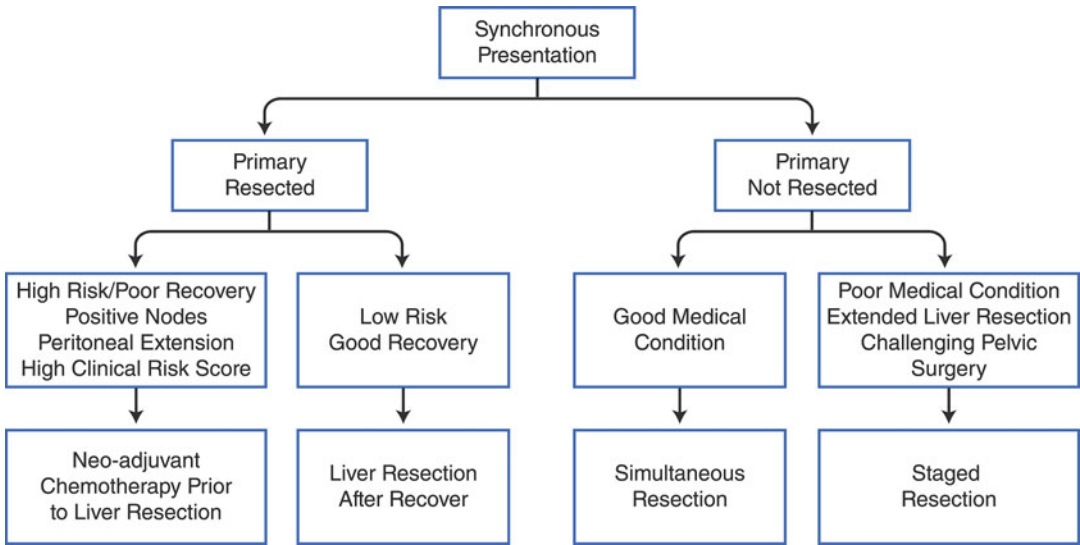 Synchronous
Presentation
Primary
Resected
Primary
Not Resected
High Risk/Poor Recovery
Positive Nodes
Peritoneal Extension
High Clinical Risk Score
Low Risk
Good Recovery
Good Medical
Condition
Poor Medical Condition
Extended Liver Resection
Challenging Pelvic
Surgery
Neo-adjuvant
Chemotherapy Prior
to Liver Resection
Liver Resection
After Recover
Simultaneous
Resection
Staged
Resection